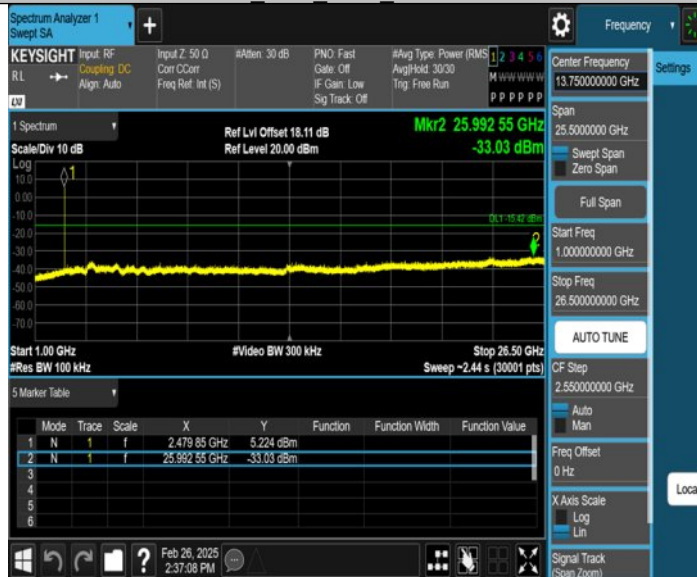 Spectrum Analyzer 1
Swept SA
+
Frequency
KEYSIGHT Input: RF
RL
Coupling: DC
Align: Auto
Input Z: 50 Ω
Corr CCorr
Freq Ref: Int (S)
#Atten: 30 dB
PNO: Fast
Gate: Off
IF Gain: Low
Sig Track: Off
#Avg Type: Power (RMS
Avg|Hold: 30/30
Trig: Free Run
1 2 3 4 5 6
M W W W W W
P P P P P P
LXI
1 Spectrum
Scale/Div 10 dB
Ref Lvl Offset 18.11 dB
Ref Level 20.00 dBm
Mkr2 25.992 55 GHz
-33.03 dBm
Log
10.0
0.00
-10.0
-20.0
-30.0
-40.0
-50.0
-60.0
-70.0
1
DL1 -15.42 dBm
2
Start 1.00 GHz
#Res BW 100 kHz
#Video BW 300 kHz
Stop 26.50 GHz
Sweep ~2.44 s (30001 pts)
5 Marker Table
Mode Trace Scale X Y Function Function Width Function Value
1 N 1 f 2.479 85 GHz 5.224 dBm
2 N 1 f 25.992 55 GHz -33.03 dBm
3
4
5
6
?
Feb 26, 2025
2:37:08 PM
Center Frequency
13.750000000 GHz
Span
25.5000000 GHz
Swept Span
Zero Span
Full Span
Start Freq
1.000000000 GHz
Stop Freq
26.500000000 GHz
AUTO TUNE
CF Step
2.550000000 GHz
Auto
Man
Freq Offset
0 Hz
X Axis Scale
Log
Lin
Signal Track
(Span Zoom)
Settings
Loca